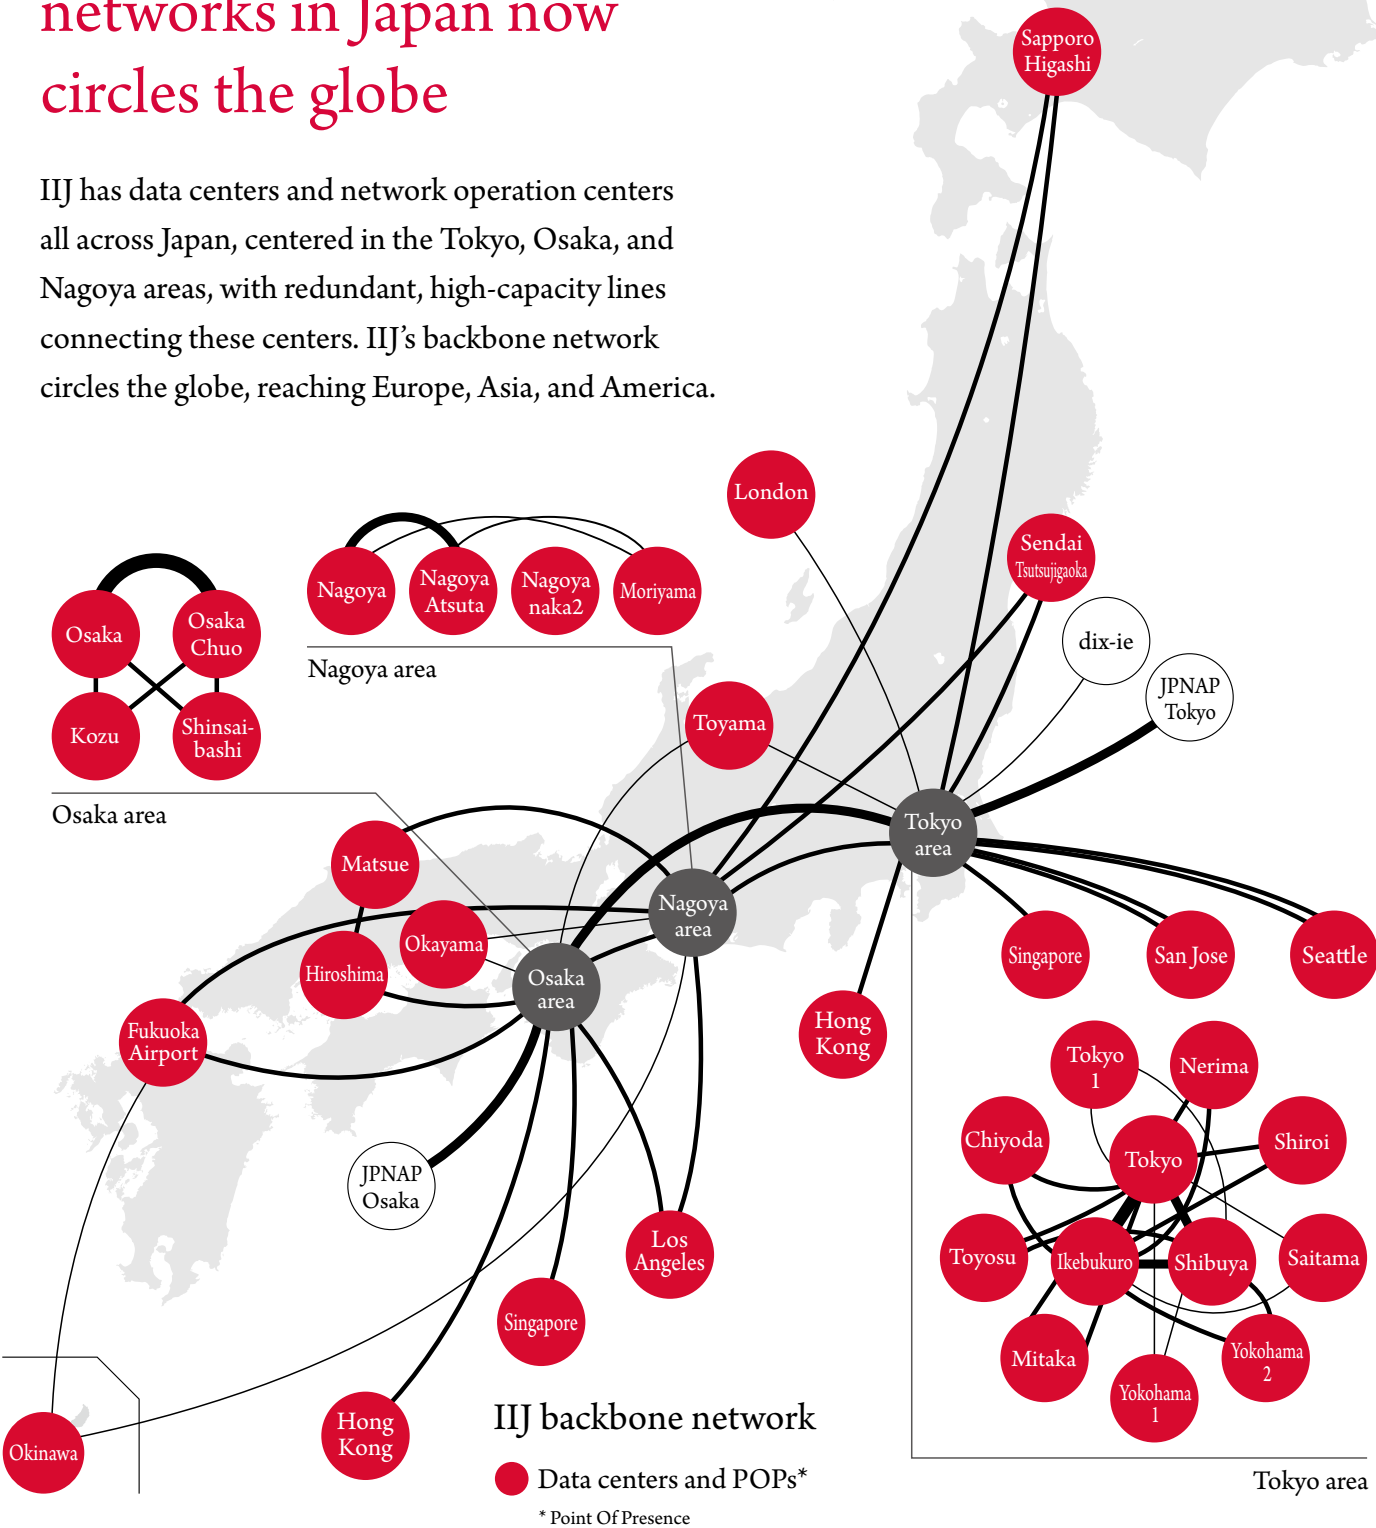 networks in Japan now
circles the globe
IIJ has data centers and network operation centers
all across Japan, centered in the Tokyo, Osaka, and
Nagoya areas, with redundant, high-capacity lines
connecting these centers. IIJ's backbone network
circles the globe, reaching Europe, Asia, and America.
Sapporo
Higashi
London
Sendai
Tsutsujigaoka
dix-ie
JPNAP
Tokyo
Nagoya
Nagoya
Atsuta
Nagoya
naka2
Moriyama
Nagoya area
Osaka
Osaka
Chuo
Kozu
Shinsai-
bashi
Osaka area
Toyama
Tokyo
area
Matsue
Nagoya
area
Okayama
Hiroshima
Osaka
area
Fukuoka
Airport
Singapore
San Jose
Seattle
Hong
Kong
JPNAP
Osaka
Los
Angeles
Singapore
Hong
Kong
Okinawa
Tokyo
1
Nerima
Chiyoda
Tokyo
Shiroi
Toyosu
Ikebukuro
Shibuya
Saitama
Mitaka
Yokohama
1
Yokohama
2
Tokyo area
IIJ backbone network
Data centers and POPs*
* Point Of Presence